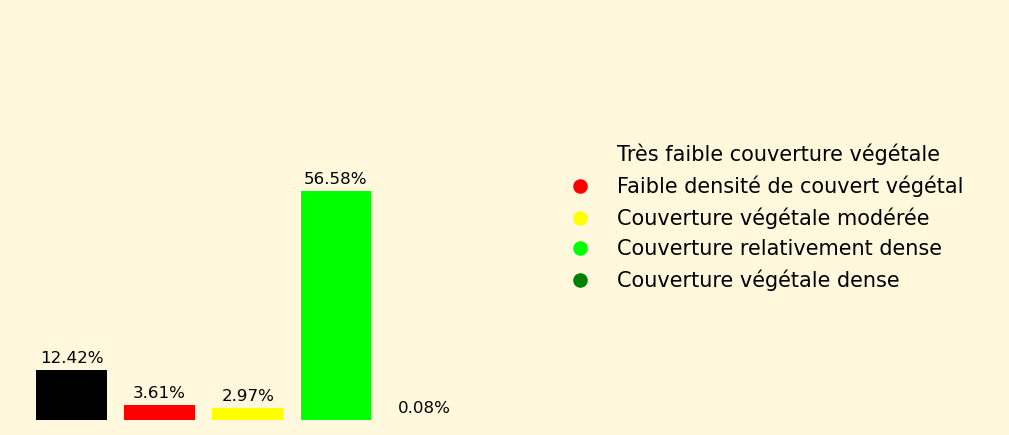 56.58%
12.42%
3.61%
2.97%
0.08%
Très faible couverture végétale
Faible densité de couvert végétal
Couverture végétale modérée
Couverture relativement dense
Couverture végétale dense